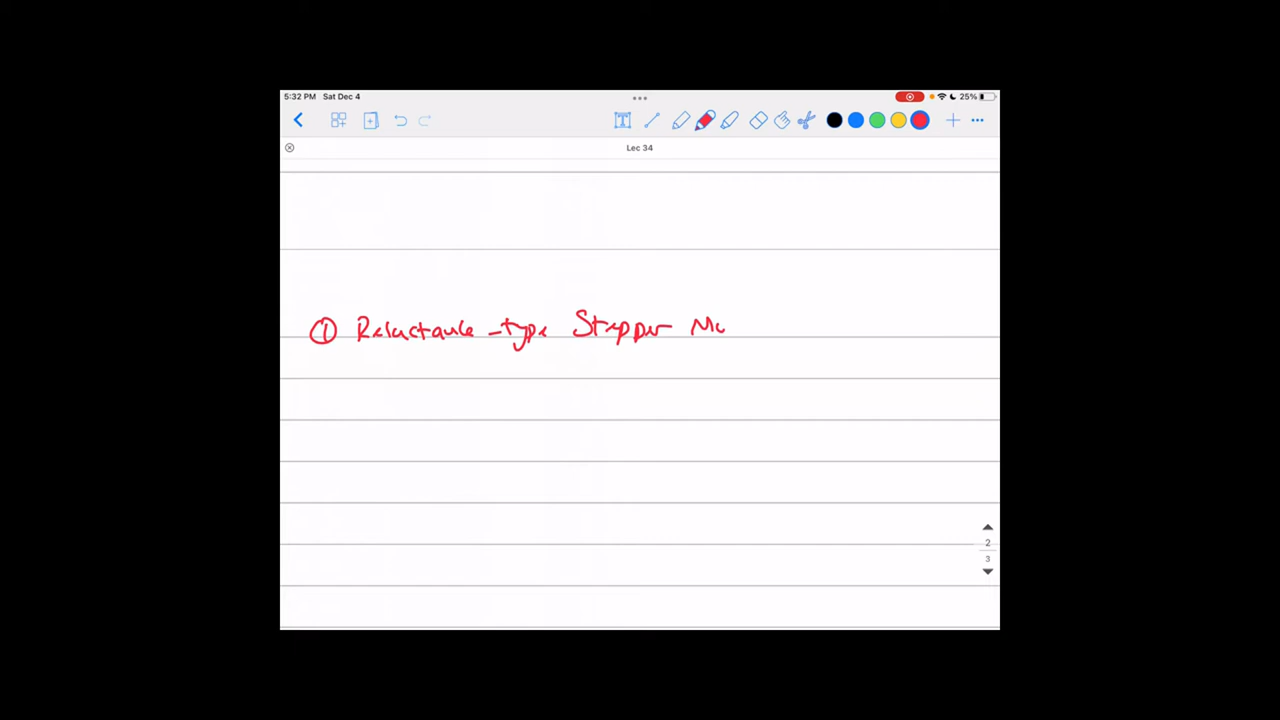 5:32 PM Sat Dec 4 25%
Lec 34
① Reluctance -type Stepper Mo
2
3